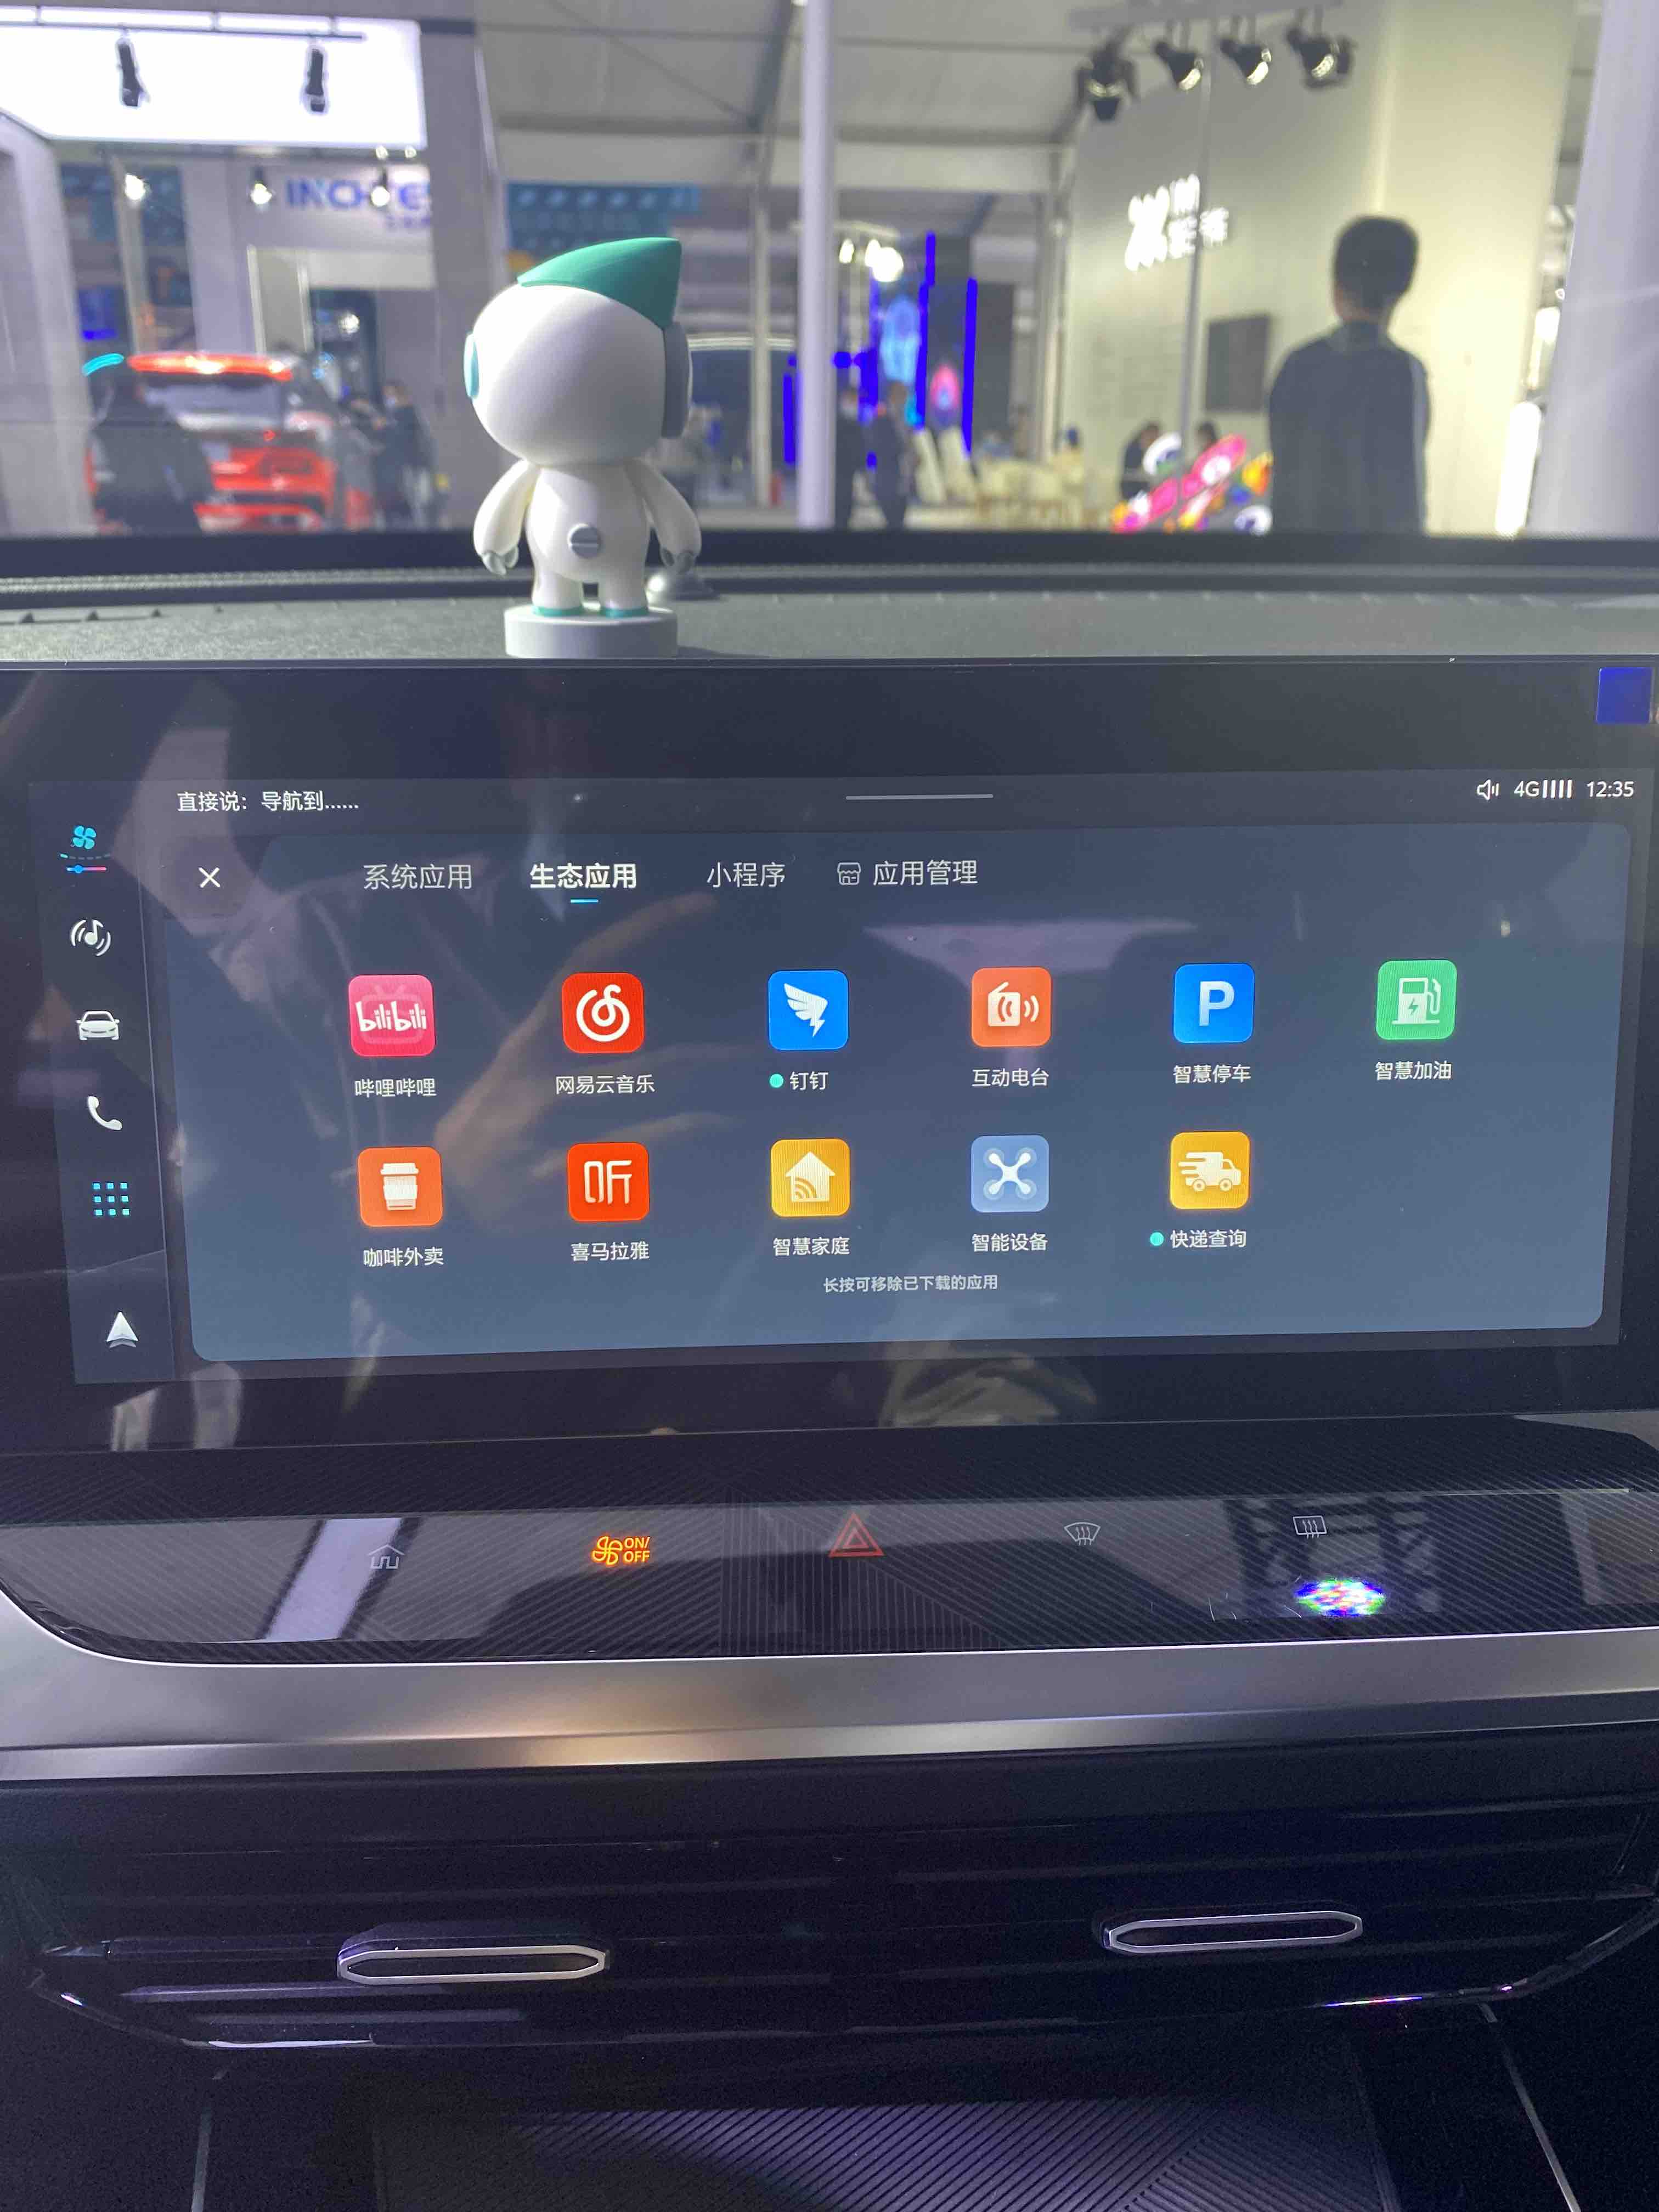 直接说：导航到......
4G 12:35
系统应用 生态应用 小程序 应用管理
bilibili
P
哔哩哔哩 网易云音乐 钉钉 互动电台 智慧停车 智慧加油
听
咖啡外卖 喜马拉雅 智慧家庭 智能设备 快递查询
长按可移除已下载的应用
ON/
OFF